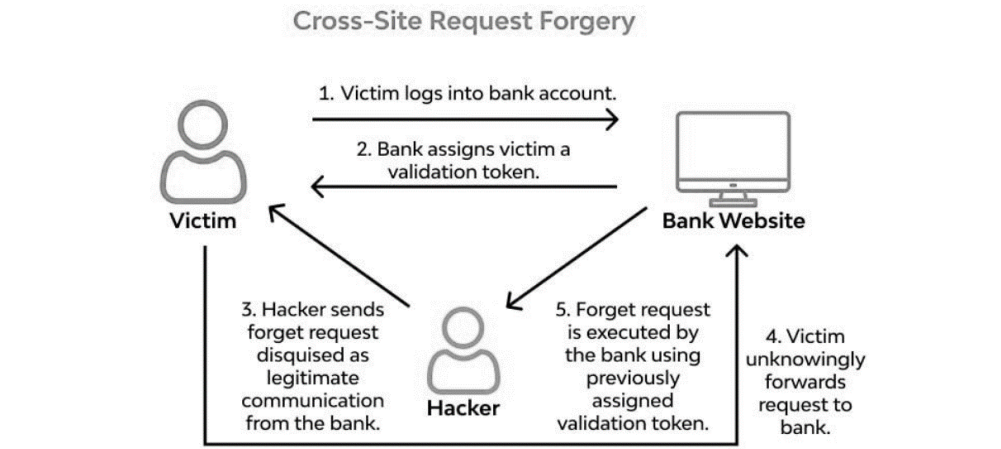 Cross-Site Request Forgery
1. Victim logs into bank account.
2. Bank assigns victim a
validation token.
Victim
Bank Website
3. Hacker sends
forget request
disquised as
legitimate
communication
from the bank.
Hacker
5. Forget request
is executed by
the bank using
previously
assigned
validation token.
4. Victim
unknowingly
forwards
request to
bank.